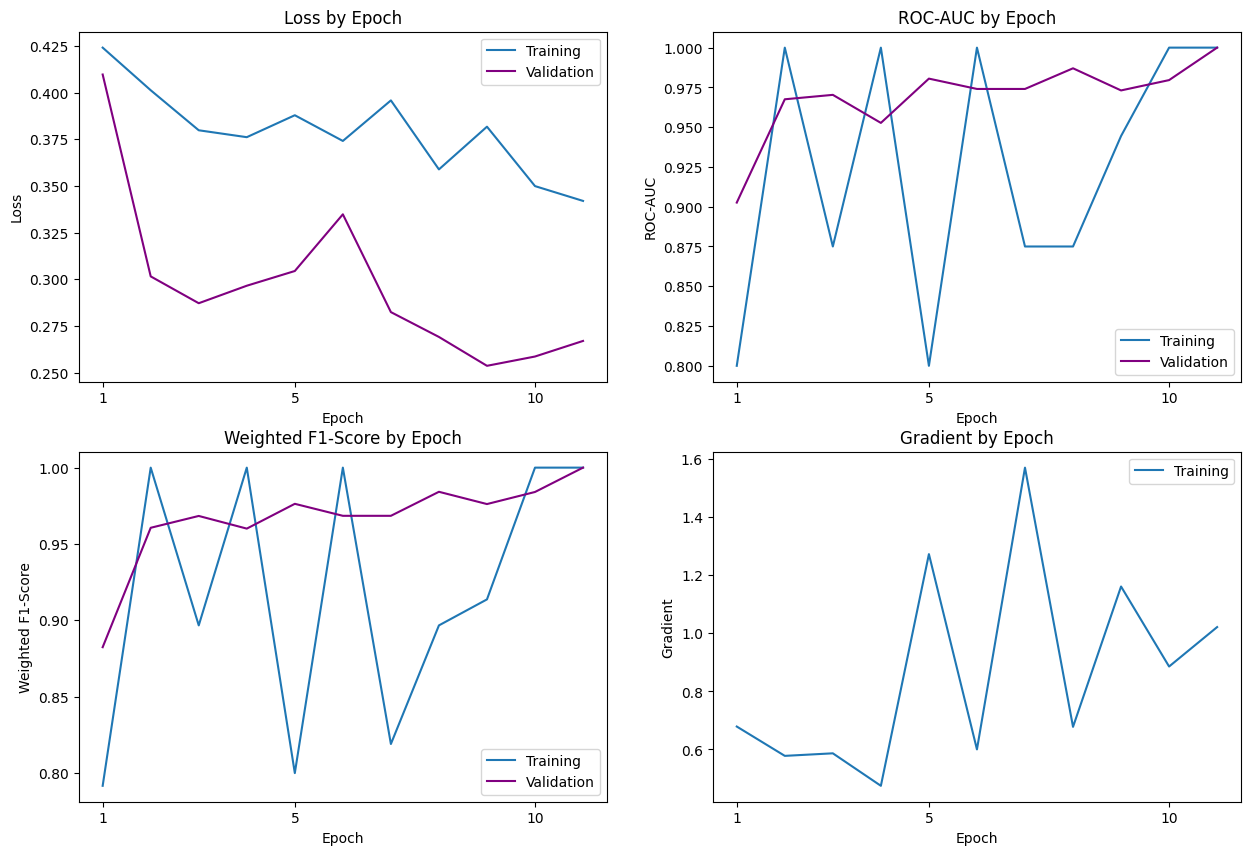 Loss by Epoch
0.425
0.400
0.375
0.350
0.325
0.300
0.275
0.250
Loss
1
5
10
Epoch
Training
Validation
ROC-AUC by Epoch
1.000
0.975
0.950
0.925
0.900
0.875
0.850
0.825
0.800
ROC-AUC
1
5
10
Epoch
Training
Validation
Weighted F1-Score by Epoch
1.00
0.95
0.90
0.85
0.80
Weighted F1-Score
1
5
10
Epoch
Training
Validation
Gradient by Epoch
1.6
1.4
1.2
1.0
0.8
0.6
Gradient
1
5
10
Epoch
Training